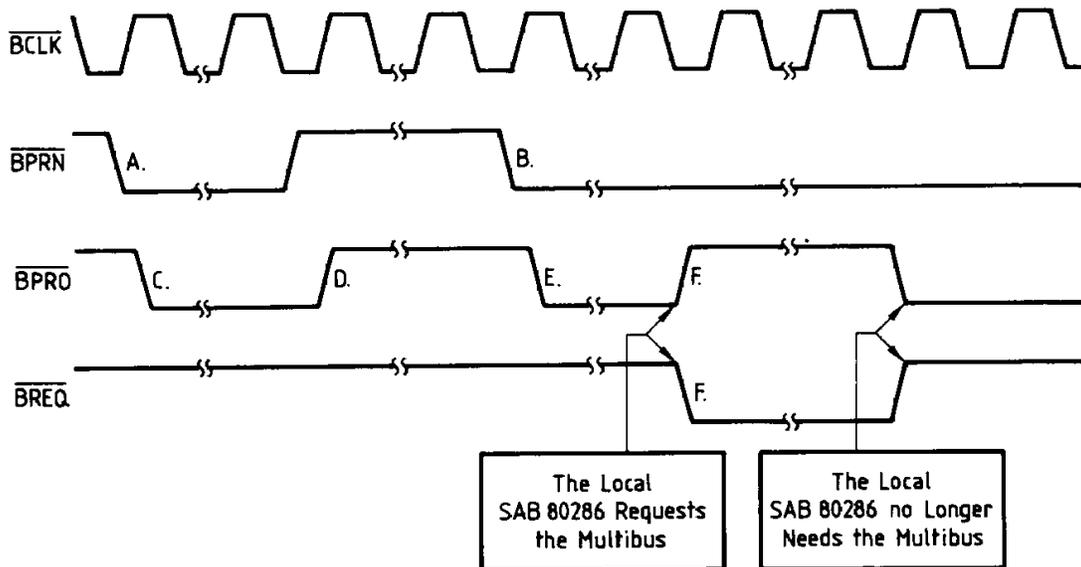 BCLK
BPRN
A.
B.
BPRO
C.
D.
E.
F.
BREQ
F.
The Local
SAB 80286 Requests
the Multibus
The Local
SAB 80286 no Longer
Needs the Multibus